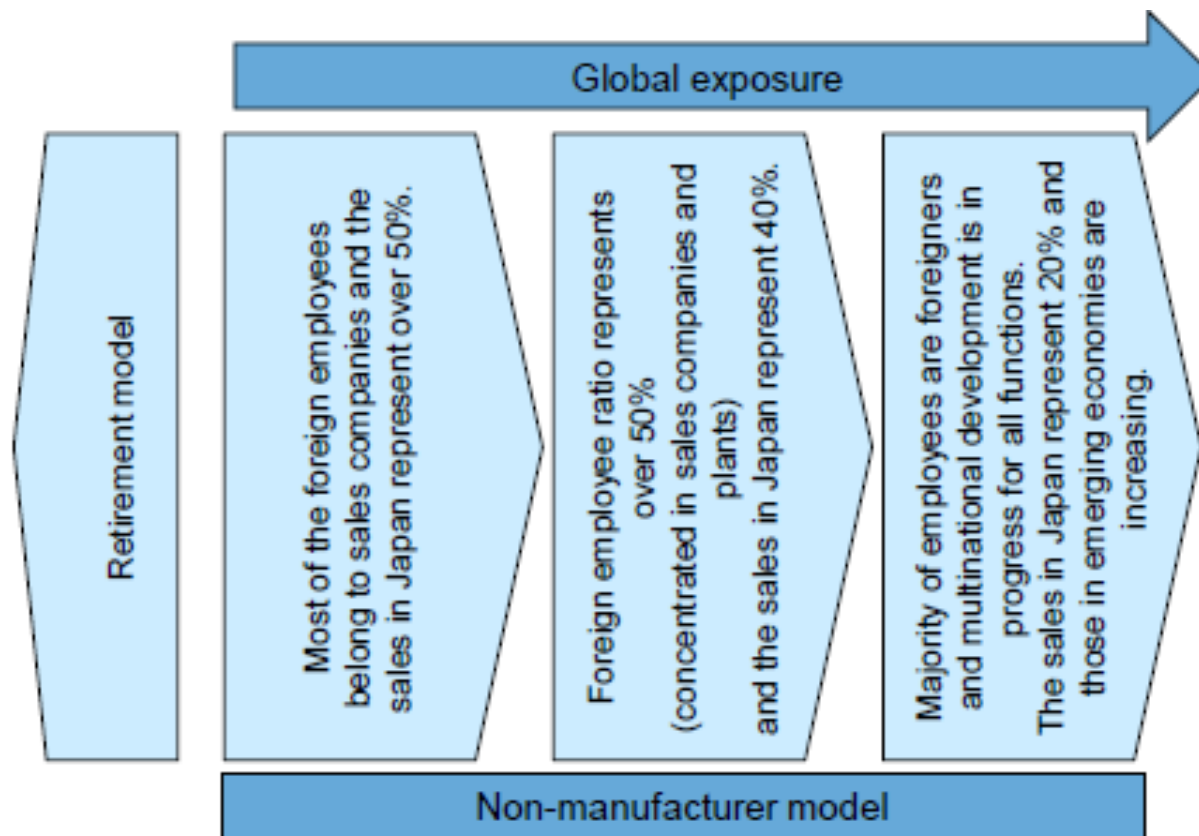 Global exposure
Retirement model
Most of the foreign employees
belong to sales companies and the
sales in Japan represent over 50%.
Foreign employee ratio represents
over 50%
(concentrated in sales companies and
plants)
and the sales in Japan represent 40%.
Majority of employees are foreigners
and multinational development is in
progress for all functions.
The sales in Japan represent 20% and
those in emerging economies are
increasing.
Non-manufacturer model